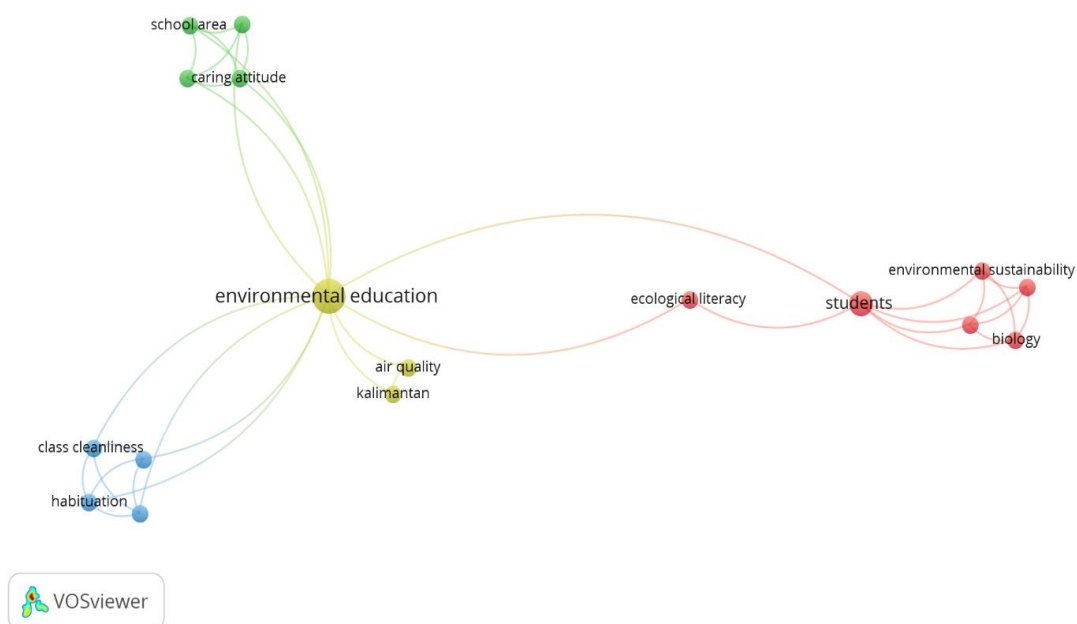 school area
caring attitude
environmental sustainability
environmental education
ecological literacy
students
biology
air quality
kalimantan
class cleanliness
habituation
VOSviewer